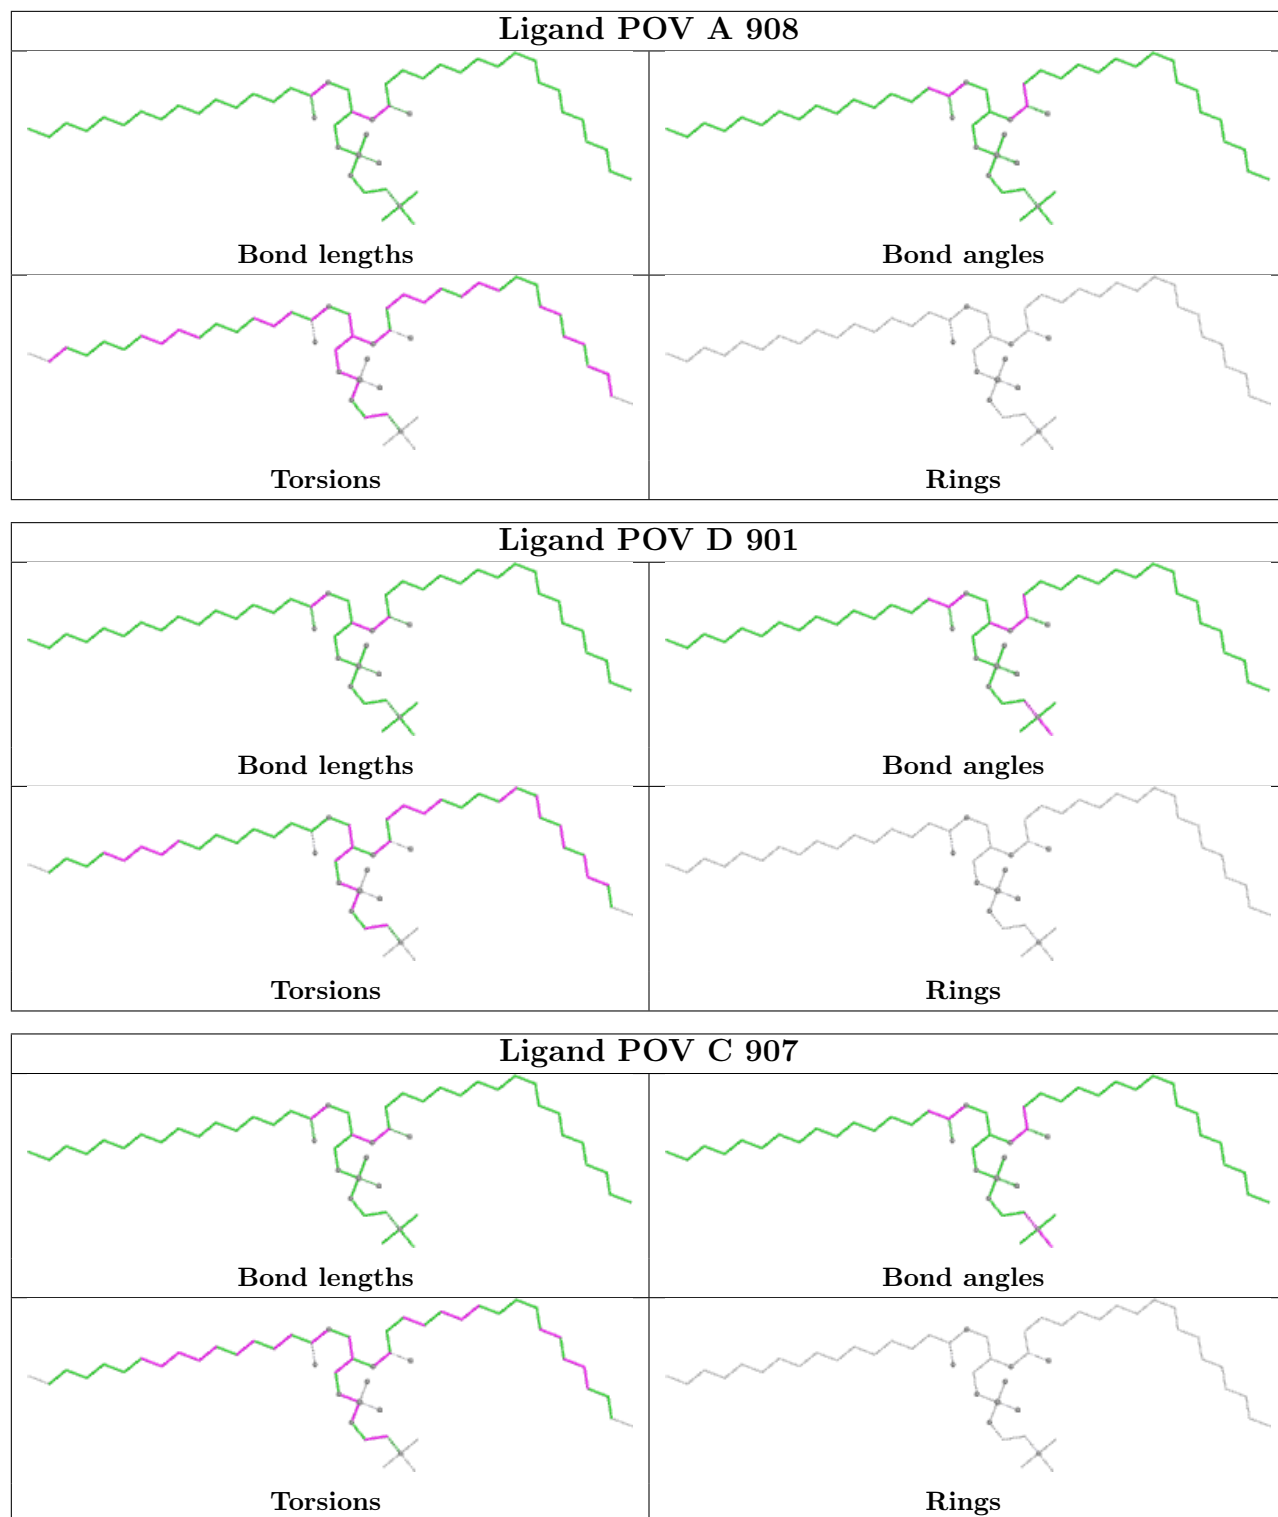 Ligand POV A 908
Bond lengths
Bond angles
Torsions
Rings
Ligand POV D 901
Bond lengths
Bond angles
Torsions
Rings
Ligand POV C 907
Bond lengths
Bond angles
Torsions
Rings